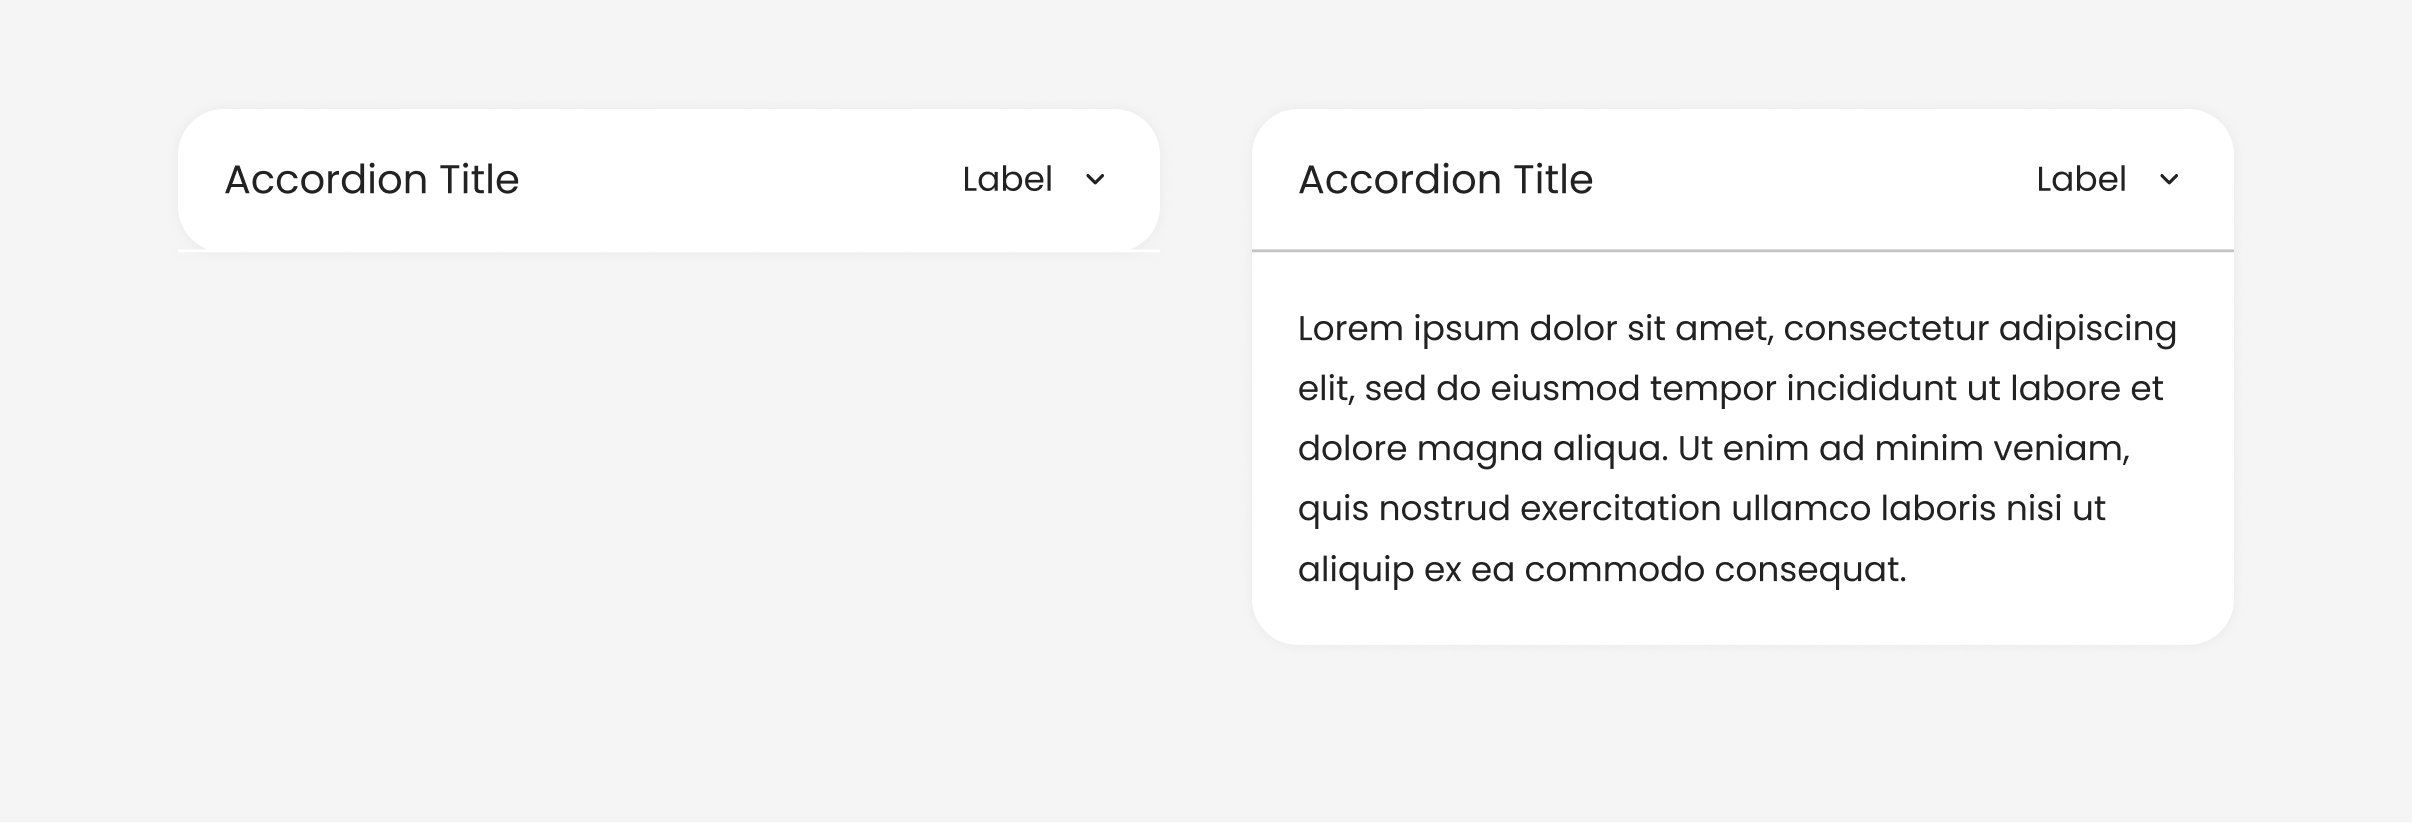 Accordion Title
Label
Accordion Title
Label
Lorem ipsum dolor sit amet, consectetur adipiscing
elit, sed do eiusmod tempor incididunt ut labore et
dolore magna aliqua. Ut enim ad minim veniam,
quis nostrud exercitation ullamco laboris nisi ut
aliquip ex ea commodo consequat.